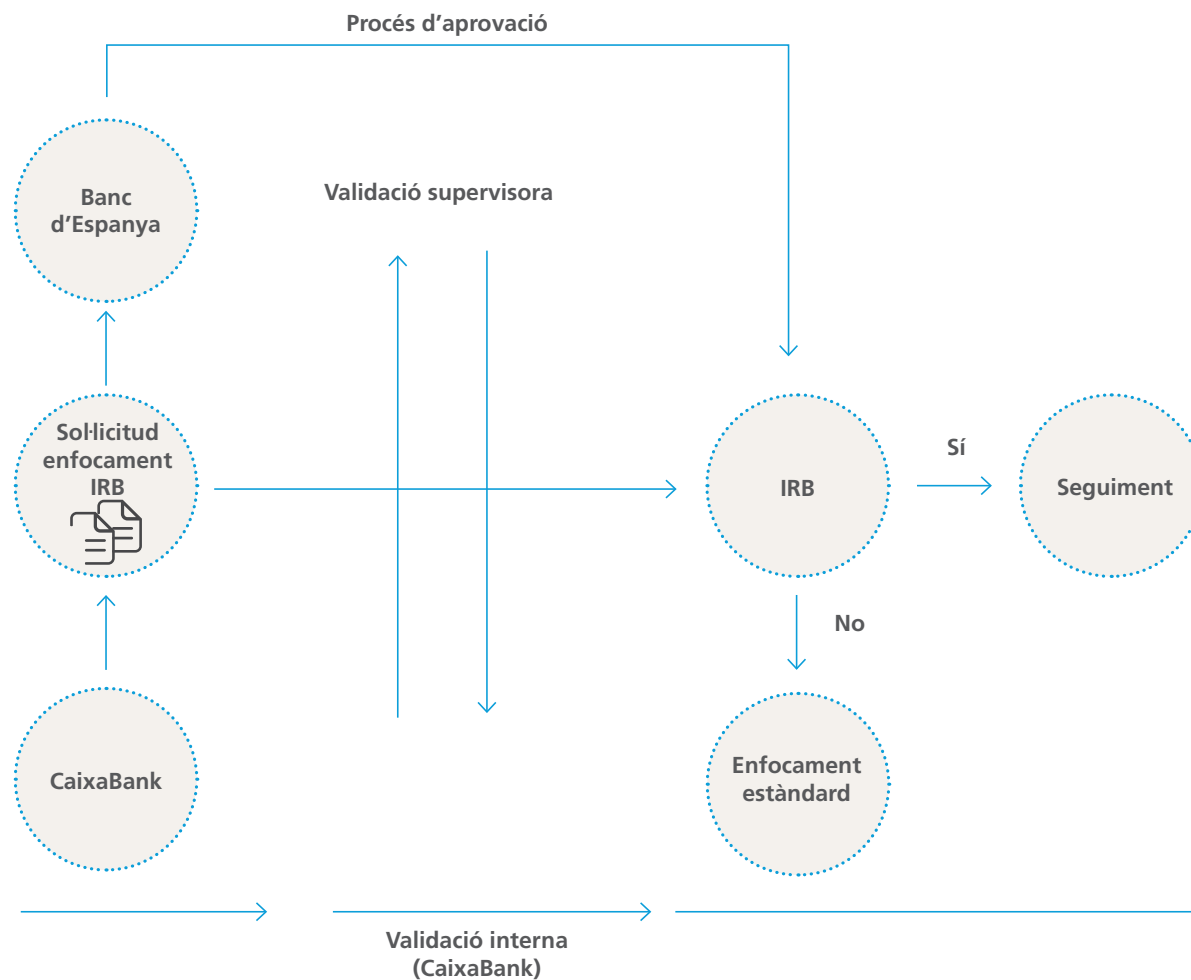 Procés d’aprovació
Banc
d’Espanya
Validació supervisora
Sol·licitud
enfocament
IRB
IRB
Sí
Seguiment
No
CaixaBank
Enfocament
estàndard
Validació interna
(CaixaBank)